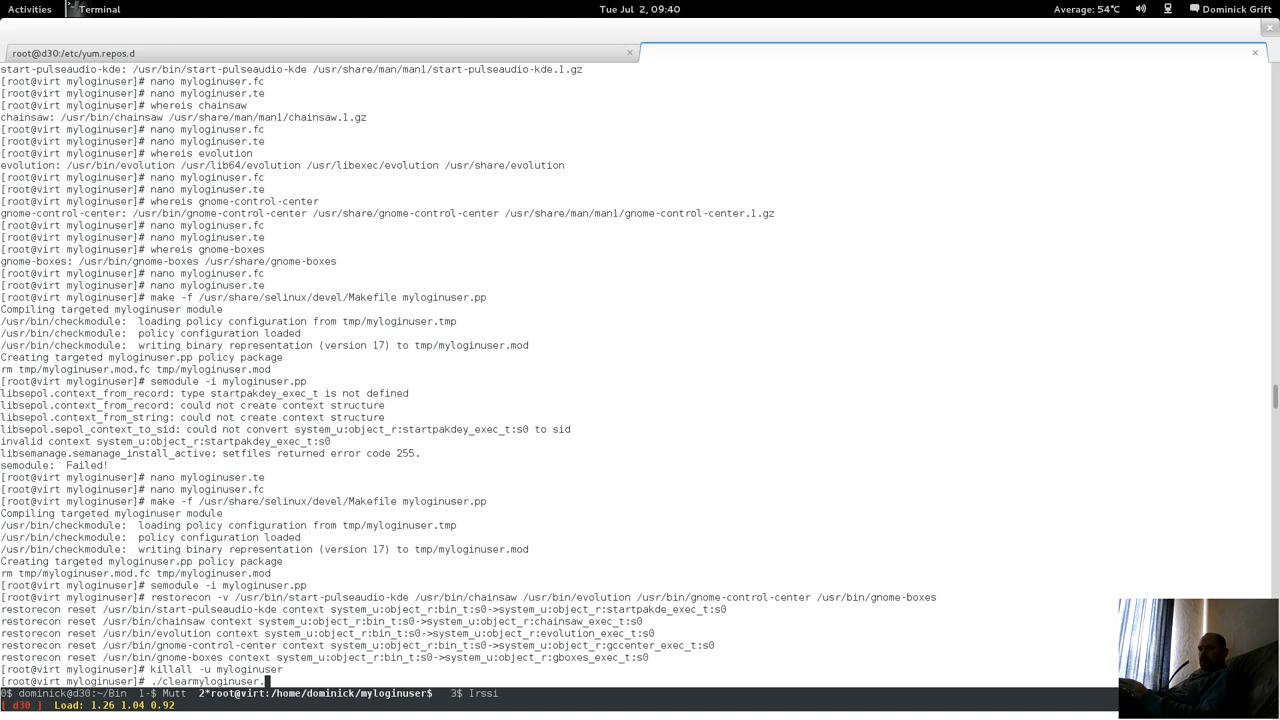 Activities Terminal Tue Jul 2, 09:40 Average: 54°C Dominick Grift
root@d30:/etc/yum.repos.d
start-pulseaudio-kde: /usr/bin/start-pulseaudio-kde /usr/share/man/man1/start-pulseaudio-kde.1.gz
[root@virt myloginuser]# nano myloginuser.fc
[root@virt myloginuser]# nano myloginuser.te
[root@virt myloginuser]# whereis chainsaw
chainsaw: /usr/bin/chainsaw /usr/share/man/man1/chainsaw.1.gz
[root@virt myloginuser]# nano myloginuser.fc
[root@virt myloginuser]# nano myloginuser.te
[root@virt myloginuser]# whereis evolution
evolution: /usr/bin/evolution /usr/lib64/evolution /usr/libexec/evolution /usr/share/evolution
[root@virt myloginuser]# nano myloginuser.fc
[root@virt myloginuser]# nano myloginuser.te
[root@virt myloginuser]# whereis gnome-control-center
gnome-control-center: /usr/bin/gnome-control-center /usr/share/gnome-control-center /usr/share/man/man1/gnome-control-center.1.gz
[root@virt myloginuser]# nano myloginuser.fc
[root@virt myloginuser]# nano myloginuser.te
[root@virt myloginuser]# whereis gnome-boxes
gnome-boxes: /usr/bin/gnome-boxes /usr/share/gnome-boxes
[root@virt myloginuser]# nano myloginuser.fc
[root@virt myloginuser]# nano myloginuser.te
[root@virt myloginuser]# make -f /usr/share/selinux/devel/Makefile myloginuser.pp
Compiling targeted myloginuser module
/usr/bin/checkmodule:  loading policy configuration from tmp/myloginuser.tmp
/usr/bin/checkmodule:  policy configuration loaded
/usr/bin/checkmodule:  writing binary representation (version 17) to tmp/myloginuser.mod
Creating targeted myloginuser.pp policy package
rm tmp/myloginuser.mod.fc tmp/myloginuser.mod
[root@virt myloginuser]# semodule -i myloginuser.pp
libsepol.context_from_record: type startpakdey_exec_t is not defined
libsepol.context_from_record: could not create context structure
libsepol.context_from_string: could not create context structure
libsepol.sepol_context_to_sid: could not convert system_u:object_r:startpakdey_exec_t:s0 to sid
invalid context system_u:object_r:startpakdey_exec_t:s0
libsemanage.semanage_install_active: setfiles returned error code 255.
semodule:  Failed!
[root@virt myloginuser]# nano myloginuser.te
[root@virt myloginuser]# nano myloginuser.fc
[root@virt myloginuser]# make -f /usr/share/selinux/devel/Makefile myloginuser.pp
Compiling targeted myloginuser module
/usr/bin/checkmodule:  loading policy configuration from tmp/myloginuser.tmp
/usr/bin/checkmodule:  policy configuration loaded
/usr/bin/checkmodule:  writing binary representation (version 17) to tmp/myloginuser.mod
Creating targeted myloginuser.pp policy package
rm tmp/myloginuser.mod.fc tmp/myloginuser.mod
[root@virt myloginuser]# semodule -i myloginuser.pp
[root@virt myloginuser]# restorecon -v /usr/bin/start-pulseaudio-kde /usr/bin/chainsaw /usr/bin/evolution /usr/bin/gnome-control-center /usr/bin/gnome-boxes
restorecon reset /usr/bin/start-pulseaudio-kde context system_u:object_r:bin_t:s0->system_u:object_r:startpakde_exec_t:s0
restorecon reset /usr/bin/chainsaw context system_u:object_r:bin_t:s0->system_u:object_r:chainsaw_exec_t:s0
restorecon reset /usr/bin/evolution context system_u:object_r:bin_t:s0->system_u:object_r:evolution_exec_t:s0
restorecon reset /usr/bin/gnome-control-center context system_u:object_r:bin_t:s0->system_u:object_r:gccenter_exec_t:s0
restorecon reset /usr/bin/gnome-boxes context system_u:object_r:bin_t:s0->system_u:object_r:gboxes_exec_t:s0
[root@virt myloginuser]# killall -u myloginuser
[root@virt myloginuser]# ./clearmyloginuser.
0$ dominick@d30:~/Bin  1-$ Mutt  2*root@virt:/home/dominick/myloginuser$  3$ Irssi
[ d30 ] Load: 1.26 1.04 0.92